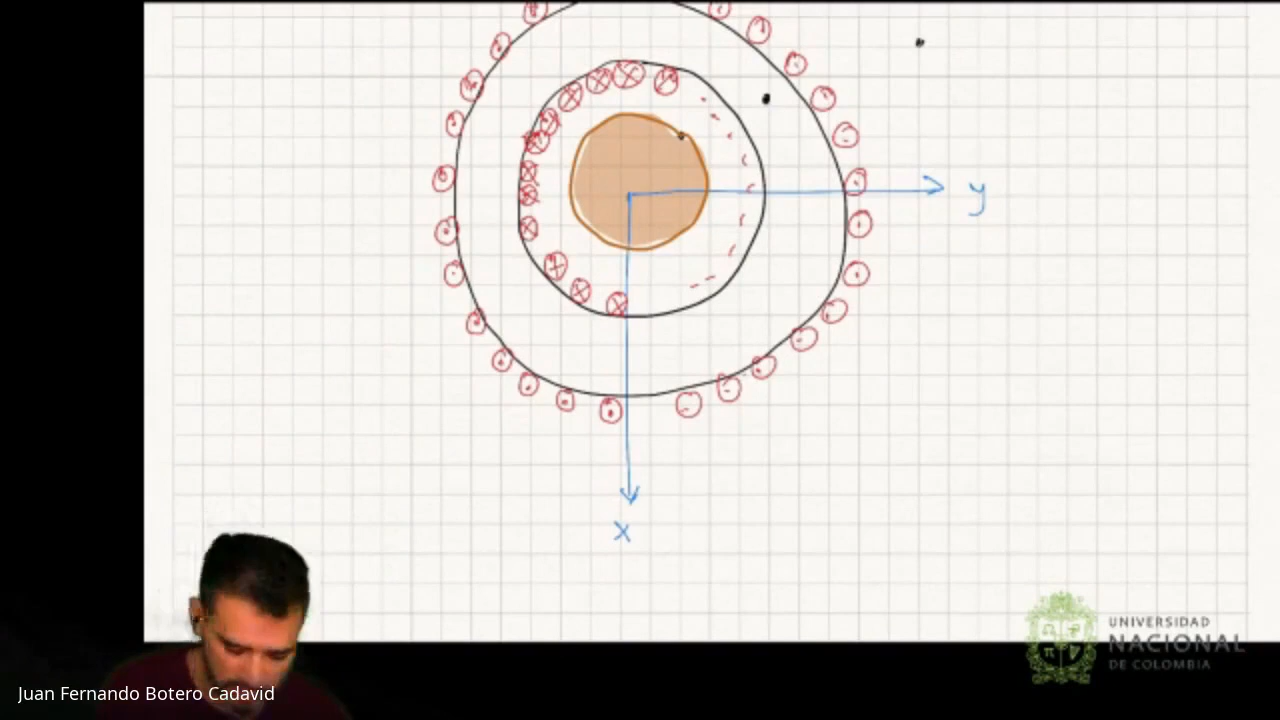 y
x
UNIVERSIDAD
NACIONAL
DE COLOMBIA
Juan Fernando Botero Cadavid